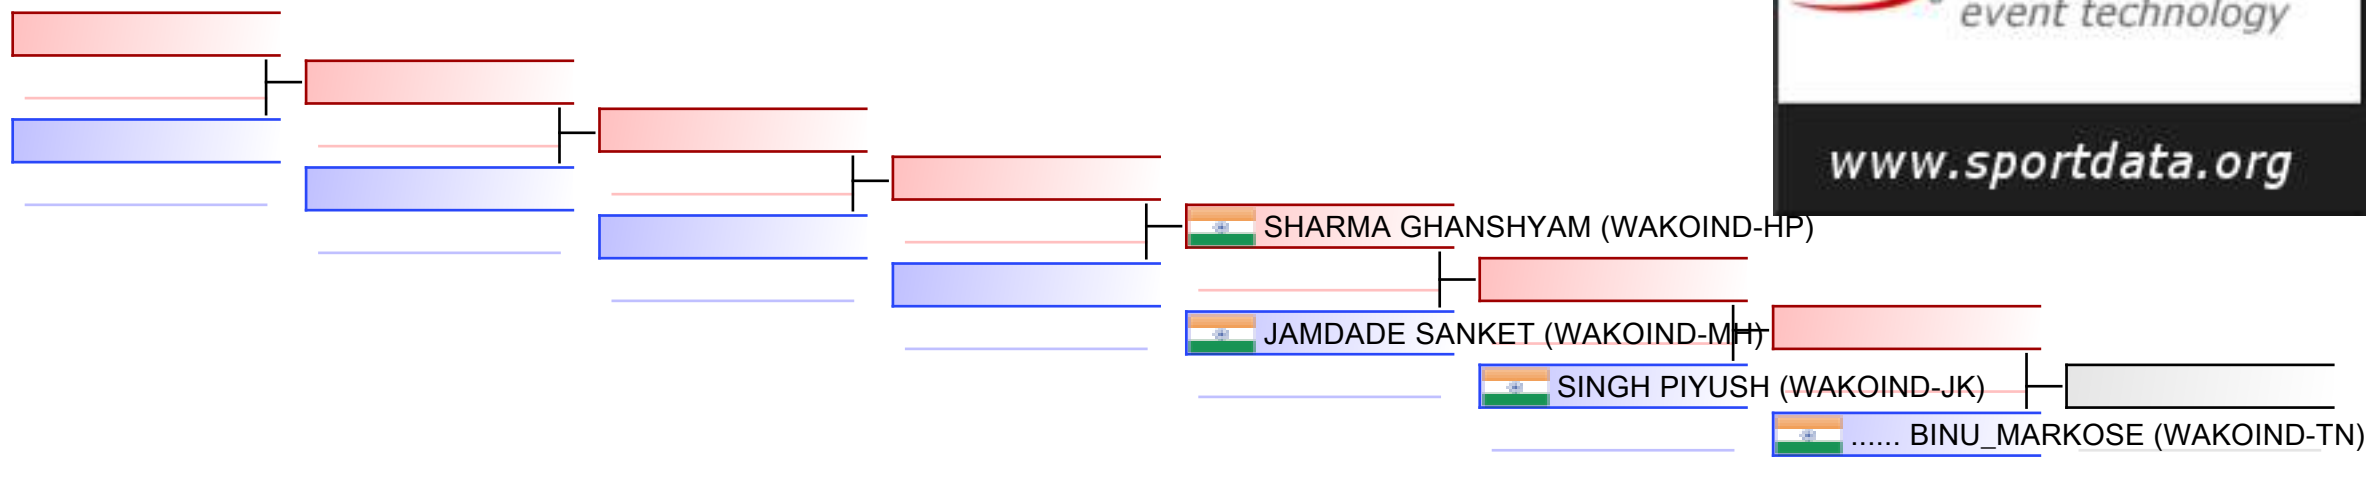 event technology
www.sportdata.org
SHARMA GHANSHYAM (WAKOIND-HP)
JAMDADE SANKET (WAKOIND-MH)
SINGH PIYUSH (WAKOIND-JK)
...... BINU_MARKOSE (WAKOIND-TN)